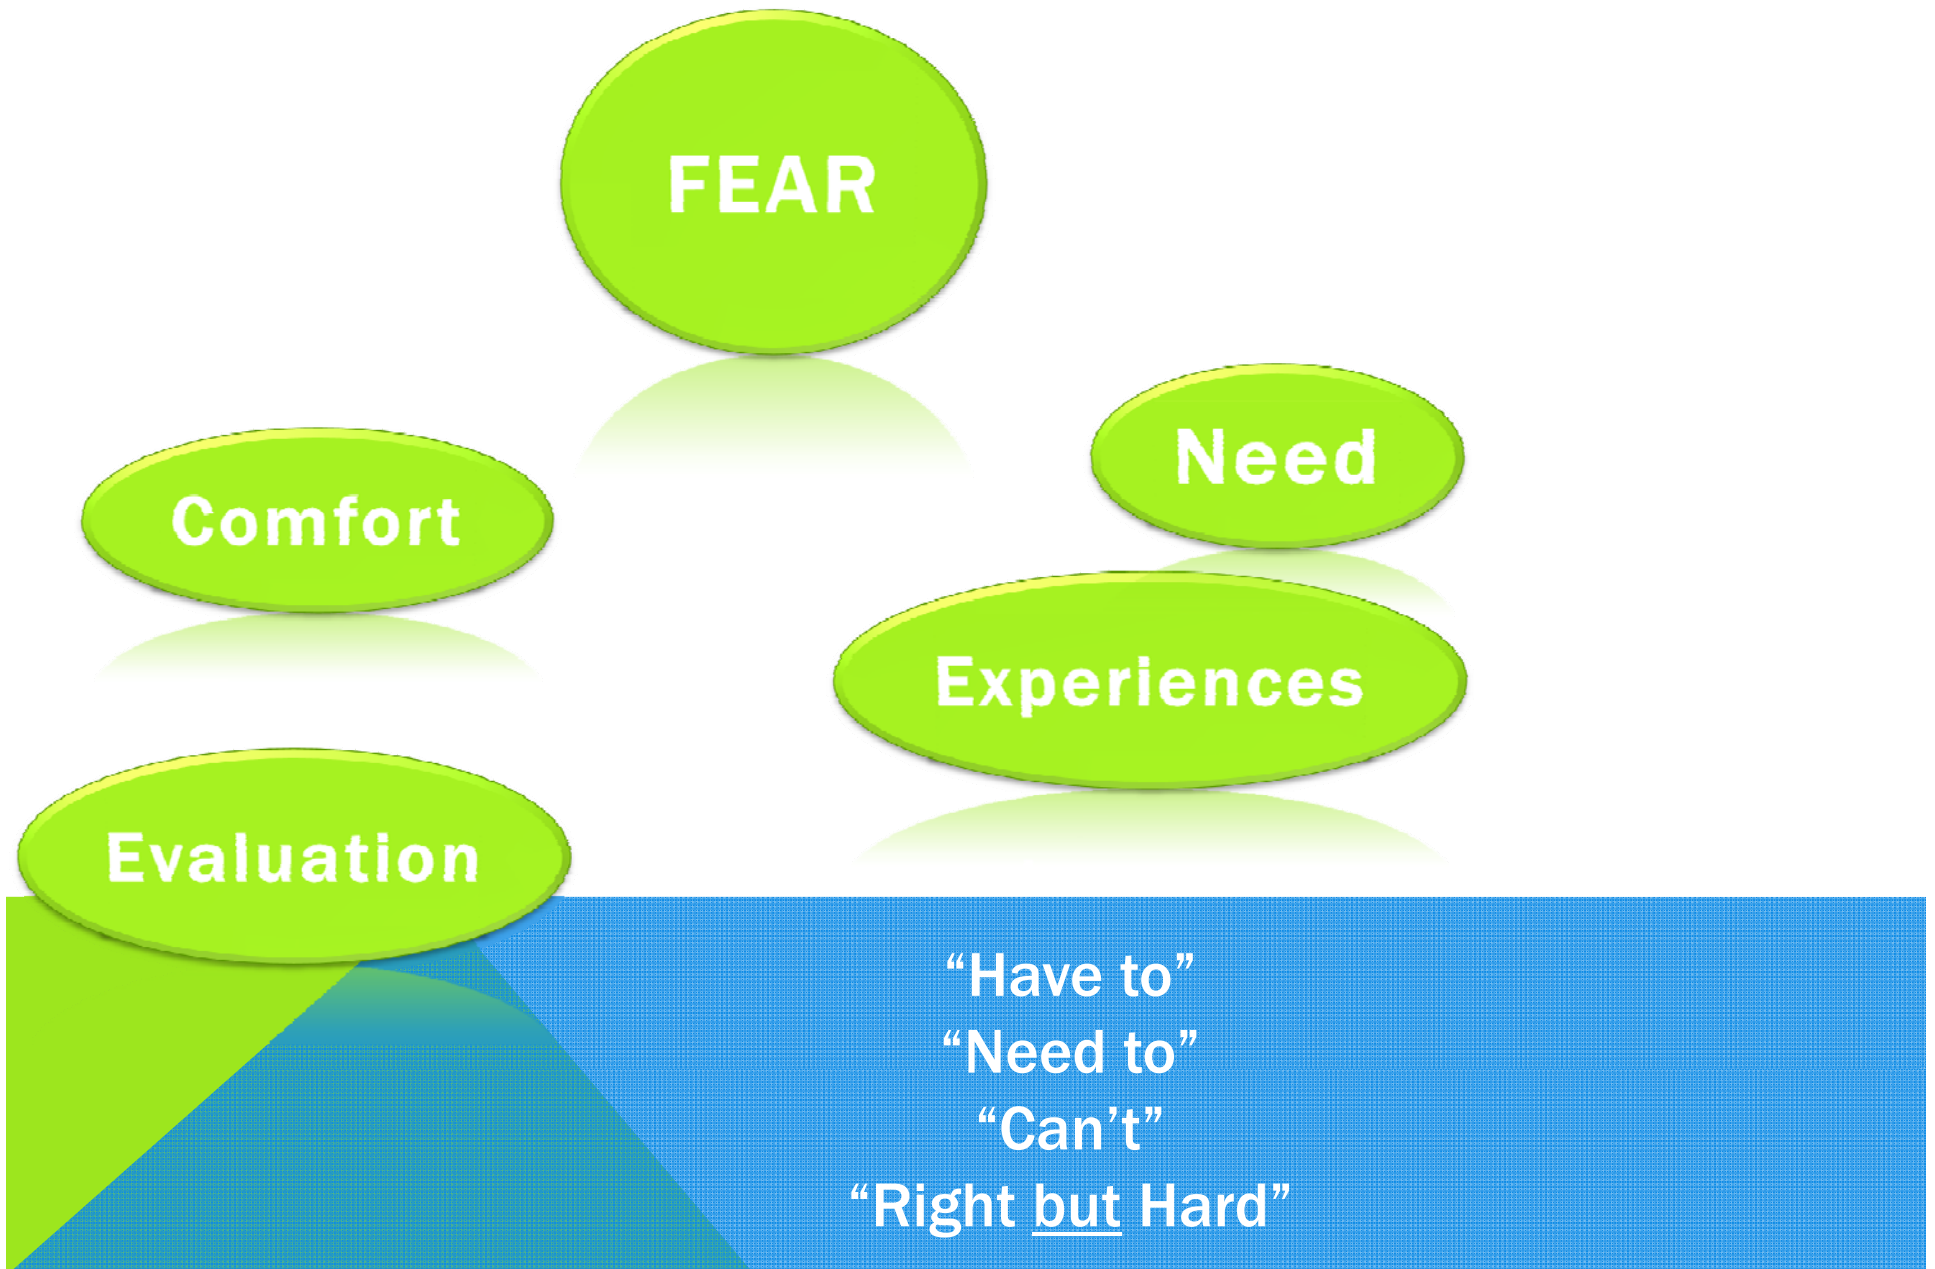 FEAR
Need
Comfort
Experiences
Evaluation
“Have to”
“Need to”
“Can’t”
“Right but Hard”